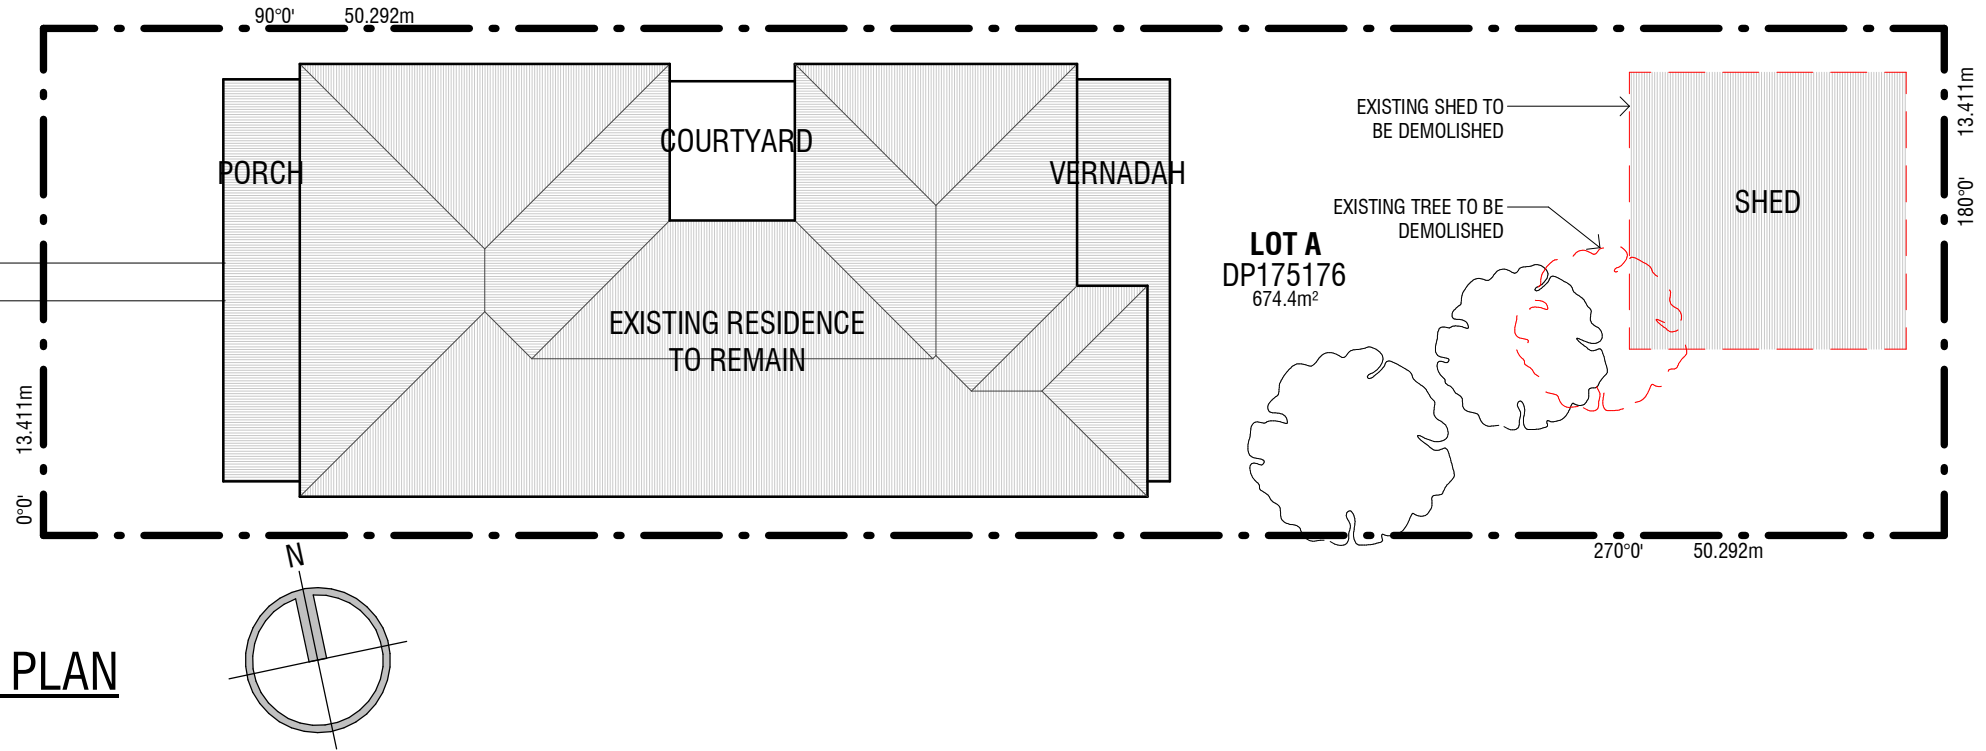 90°0' 50.292m
PORCH
COURTYARD
VERNADAH
EXISTING RESIDENCE
TO REMAIN
EXISTING SHED TO
BE DEMOLISHED
EXISTING TREE TO BE
DEMOLISHED
LOT A
DP175176
674.4m²
SHED
13.411m
180°0'
13.411m
0°0'
270°0' 50.292m
N
PLAN